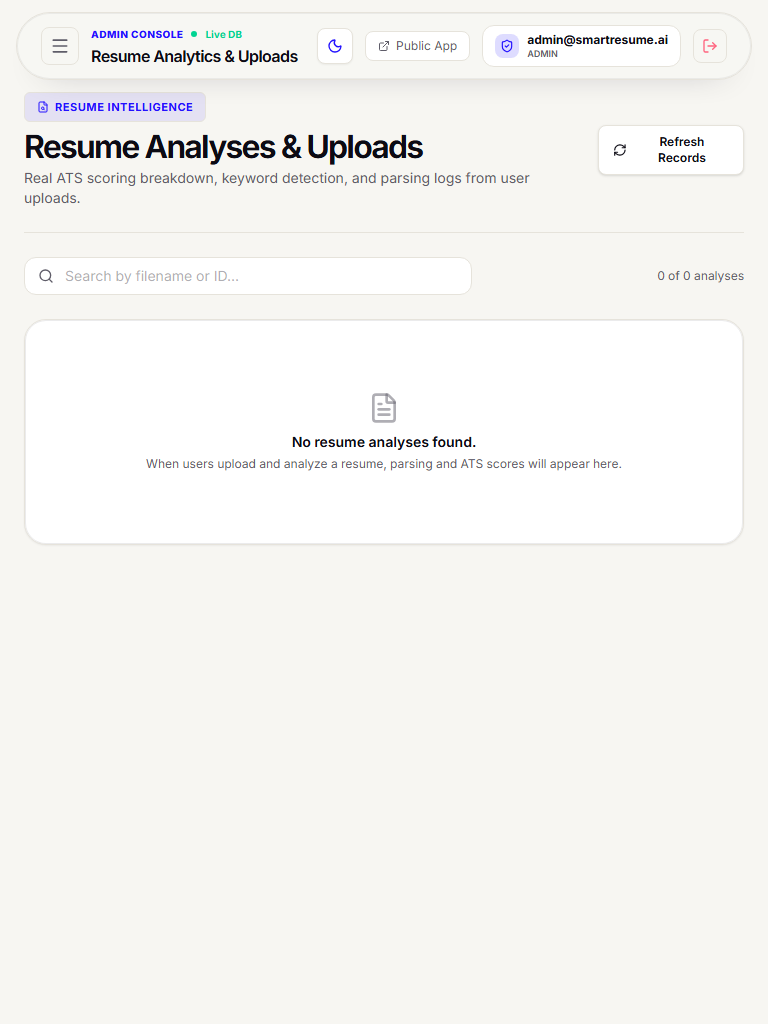 ADMIN CONSOLE Live DB
Resume Analytics & Uploads
Public App
admin@smartresume.ai
ADMIN
RESUME INTELLIGENCE
Resume Analyses & Uploads
Real ATS scoring breakdown, keyword detection, and parsing logs from user
uploads.
Refresh
Records
Search by filename or ID...
0 of 0 analyses
No resume analyses found.
When users upload and analyze a resume, parsing and ATS scores will appear here.